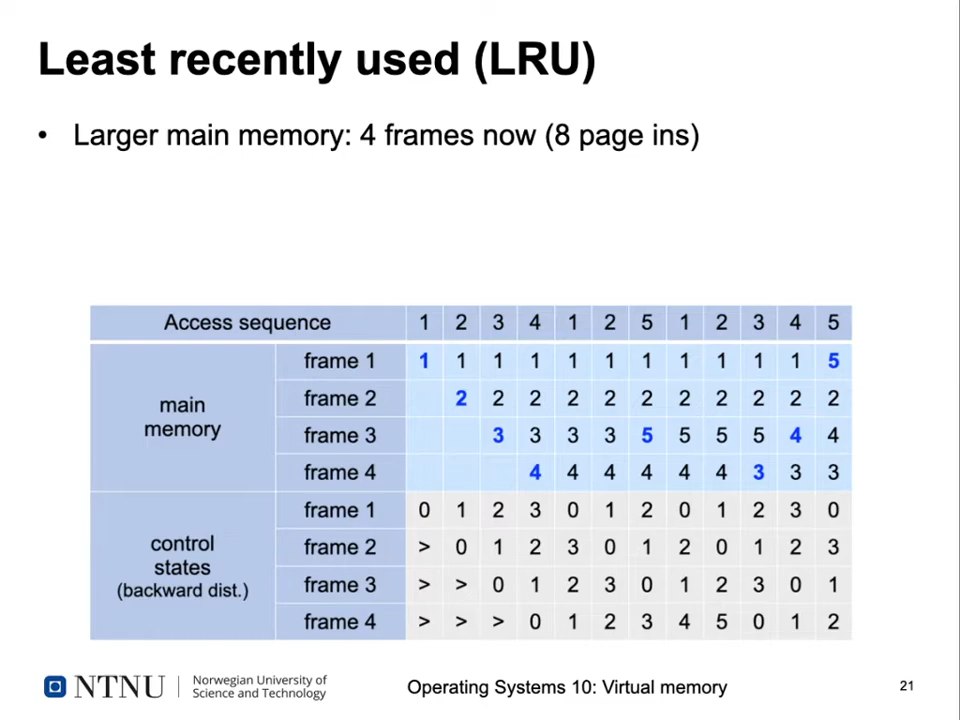 Least recently used (LRU)
• Larger main memory: 4 frames now (8 page ins)
Access sequence 1 2 3 4 1 2 5 1 2 3 4 5
main memory
frame 1 1 1 1 1 1 1 1 1 1 1 1 5
frame 2 2 2 2 2 2 2 2 2 2 2 2
frame 3 3 3 3 3 5 5 5 5 4 4
frame 4 4 4 4 4 4 4 3 3 3
control states (backward dist.)
frame 1 0 1 2 3 0 1 2 0 1 2 3 0
frame 2 > 0 1 2 3 0 1 2 0 1 2 3
frame 3 > > 0 1 2 3 0 1 2 3 0 1
frame 4 > > > 0 1 2 3 4 5 0 1 2
NTNU
Norwegian University of
Science and Technology
Operating Systems 10: Virtual memory
21